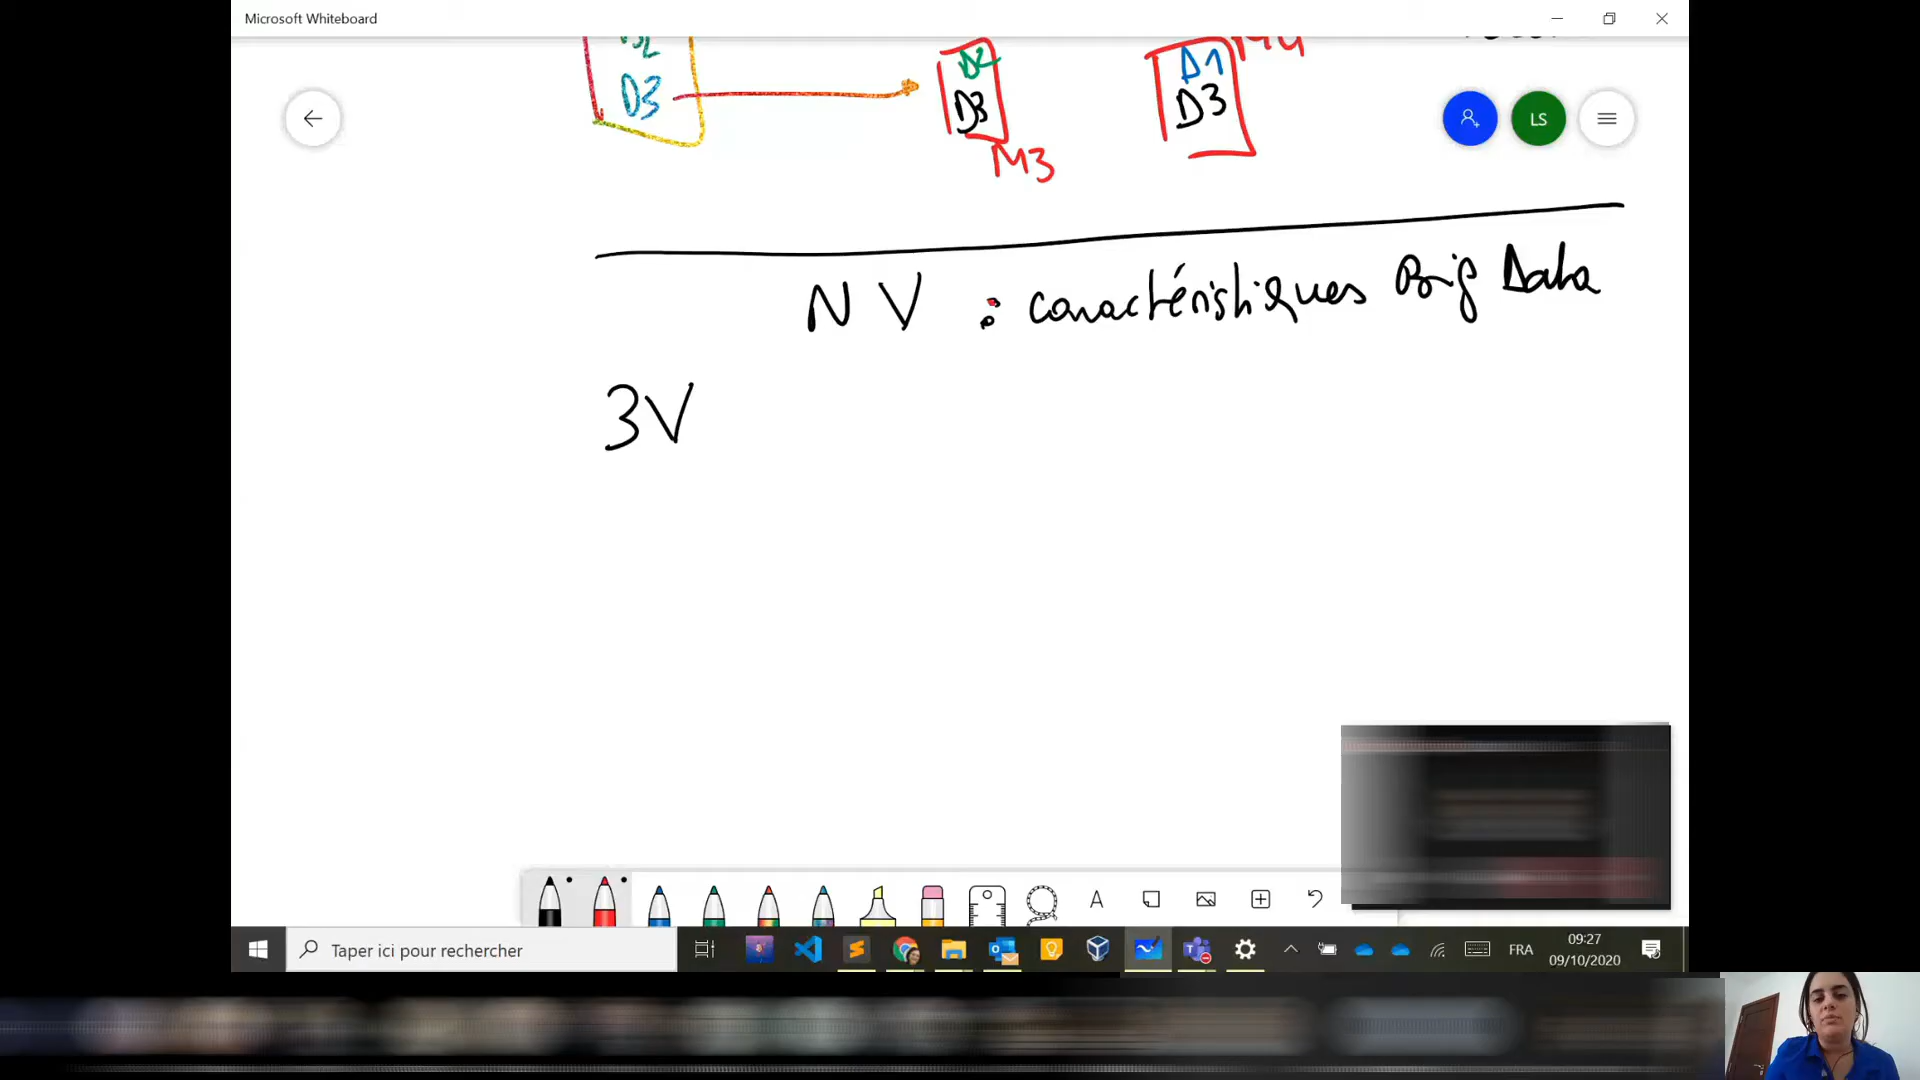 Microsoft Whiteboard
D3
D2
D3
M3
D1
D3
LS
N V : caractéristiques Big Data
3V
A
Taper ici pour rechercher
FRA
09:27
09/10/2020